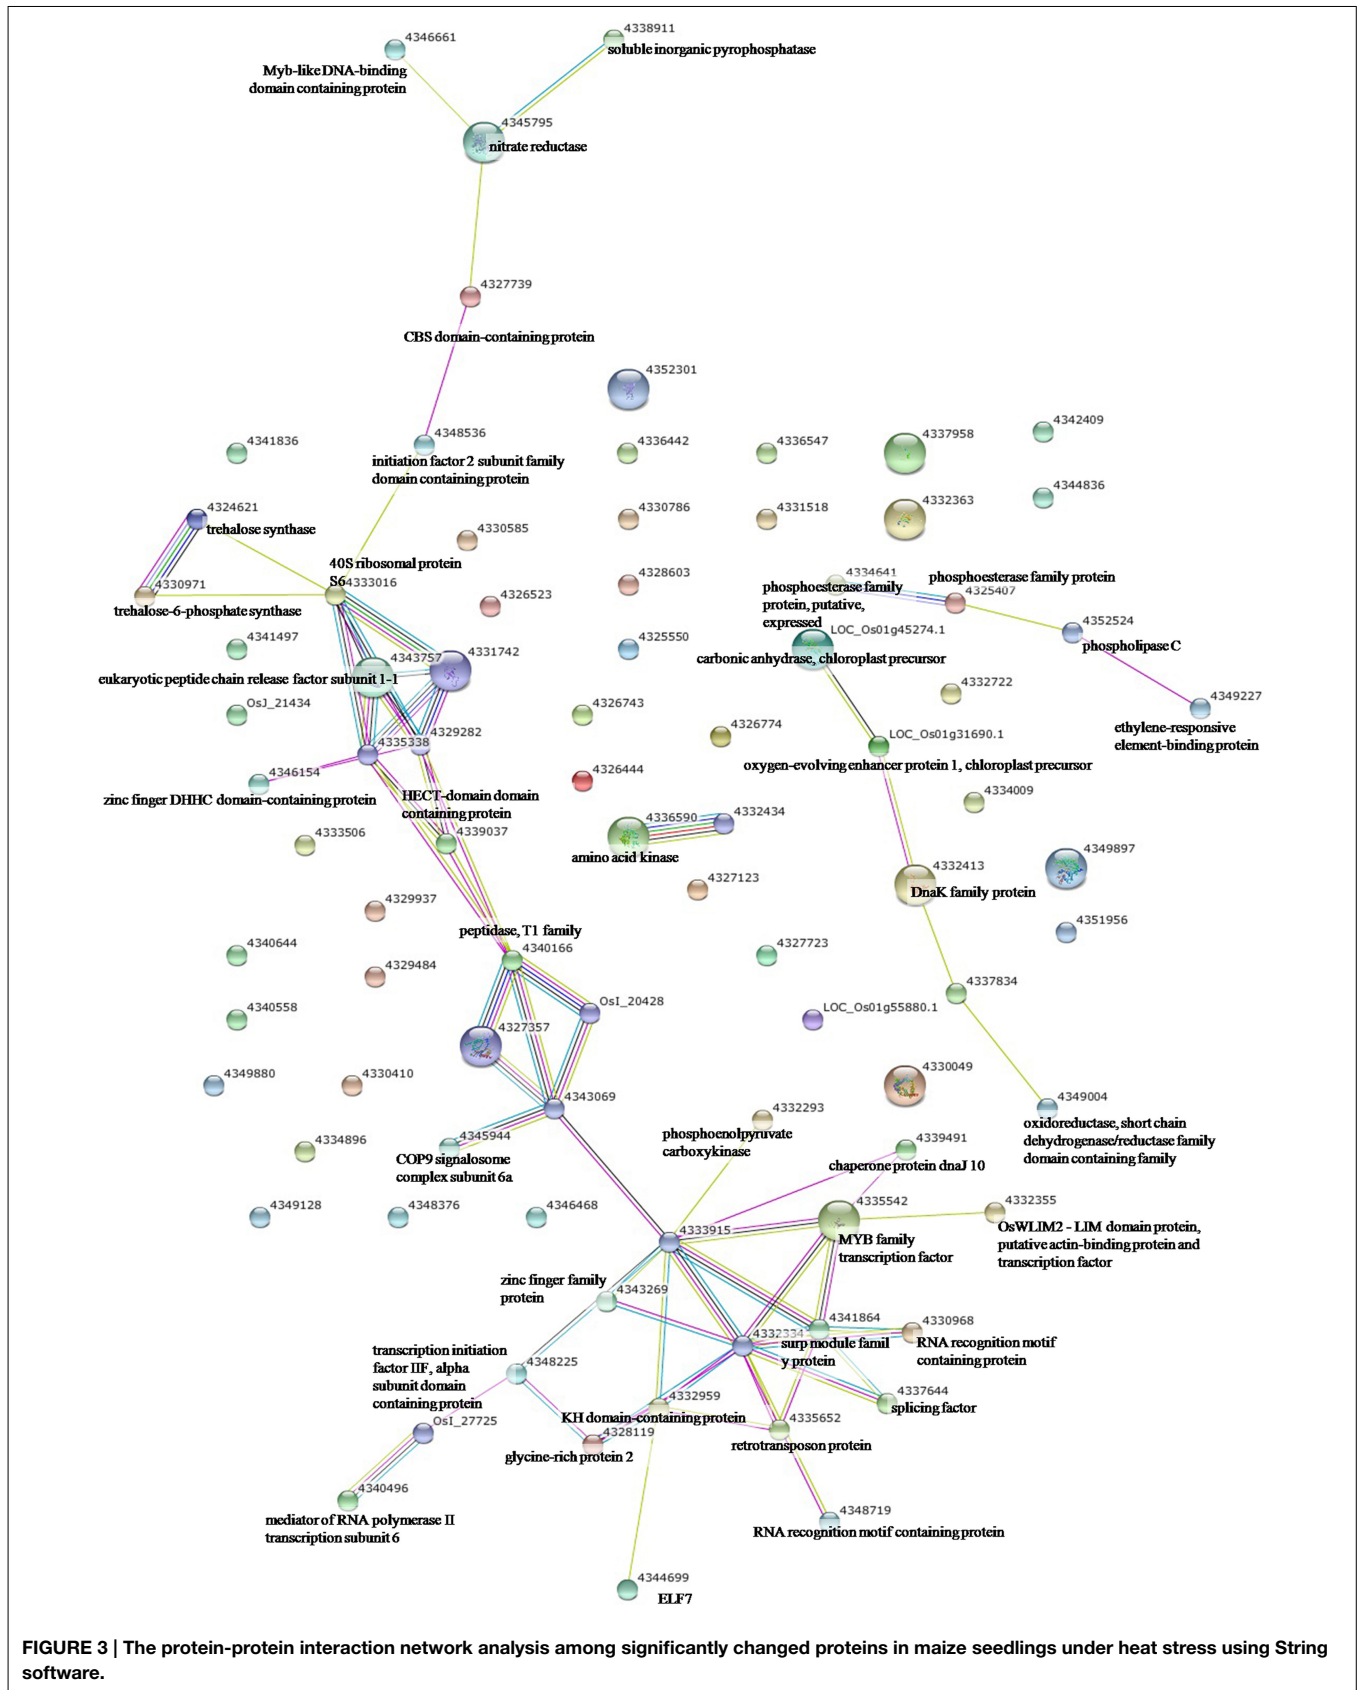 4346661
4338911
soluble inorganic pyrophosphatase
Myb-like DNA-binding
domain containing protein
4345795
nitrate reductase
4327739
CBS domain-containing protein
4352301
4341836
4348536
4336442
4336547
4337958
4342409
initiation factor 2 subunit family
domain containing protein
4324621
trehalose synthase
4330585
4330786
4331518
4332363
4344836
40S ribosomal protein
S6
4333016
4330971
trehalose-6-phosphate synthase
4326523
4328603
4334641
phosphoesterase family
protein, putative,
expressed
phosphoesterase family protein
4325407
4352524
phospholipase C
4341497
4343757
4331742
4325550
LOC_Os01g45274.1
carbonic anhydrase, chloroplast precursor
eukaryotic peptide chain release factor subunit 1-1
4332722
4349227
ethylene-responsive
element-binding protein
OsJ_21434
4335338
4329282
4326743
4326774
LOC_Os01g31690.1
oxygen-evolving enhancer protein 1, chloroplast precursor
4346154
zinc finger DHHC domain-containing protein
HECT-domain domain
containing protein
4326444
4334009
4333506
4339037
4336590
4332434
amino acid kinase
4349897
4332413
DnaK family protein
4327123
4329937
4351956
peptidase, T1 family
4340166
4340644
4329484
4327723
4337834
OsI_20428
4340558
4327357
LOC_Os01g55880.1
4349880
4330410
4330049
4343069
4332293
phosphoenolpyruvate
carboxykinase
4349004
oxidoreductase, short chain
dehydrogenase/reductase family
domain containing family
4334896
4345944
COP9 signalosome
complex subunit 6a
4339491
chaperone protein dnaJ 10
4349128
4348376
4346468
4333915
4335542
MYB family
transcription factor
4332355
OsWLIM2 - LIM domain protein,
putative actin-binding protein and
transcription factor
zinc finger family
protein
4343269
4332334
4341864
surp module famil
y protein
4330968
RNA recognition motif
containing protein
transcription initiation
factor IIF, alpha
subunit domain
containing protein
4348225
4332959
KH domain-containing protein
4337644
splicing factor
OsI_27725
4328119
glycine-rich protein 2
4335652
retrotransposon protein
4340496
mediator of RNA polymerase II
transcription subunit 6
4348719
RNA recognition motif containing protein
4344699
ELF7
FIGURE 3 | The protein-protein interaction network analysis among significantly changed proteins in maize seedlings under heat stress using String
software.